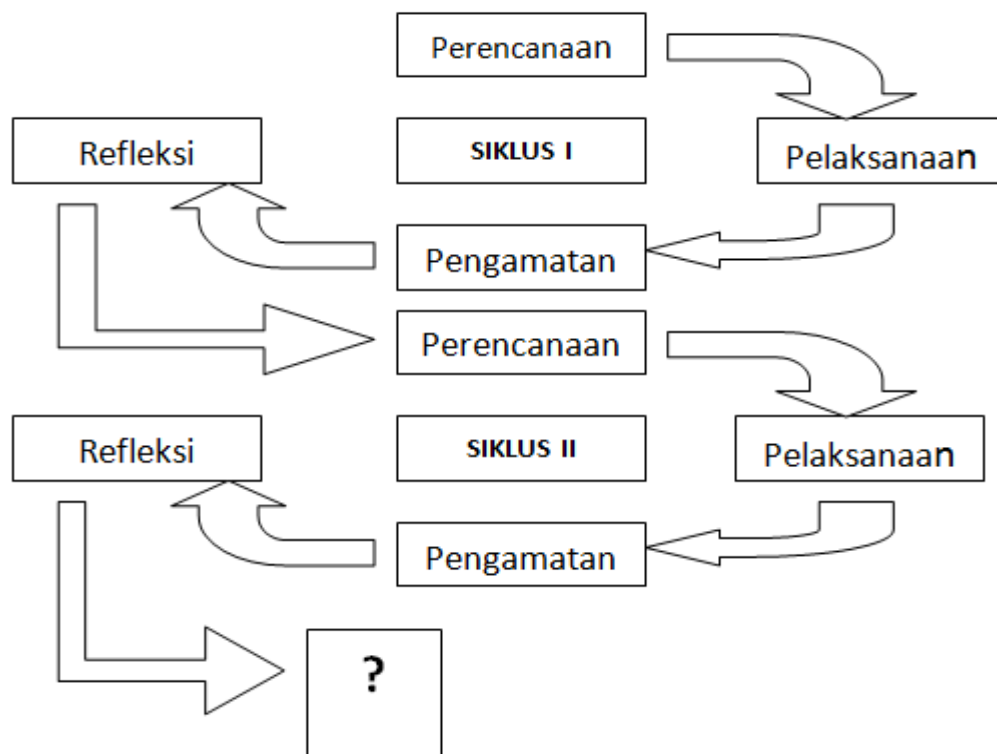 Perencanaan
Refleksi
SIKLUS I
Pelaksanaan
Pengamatan
Perencanaan
Refleksi
SIKLUS II
Pelaksanaan
Pengamatan
?